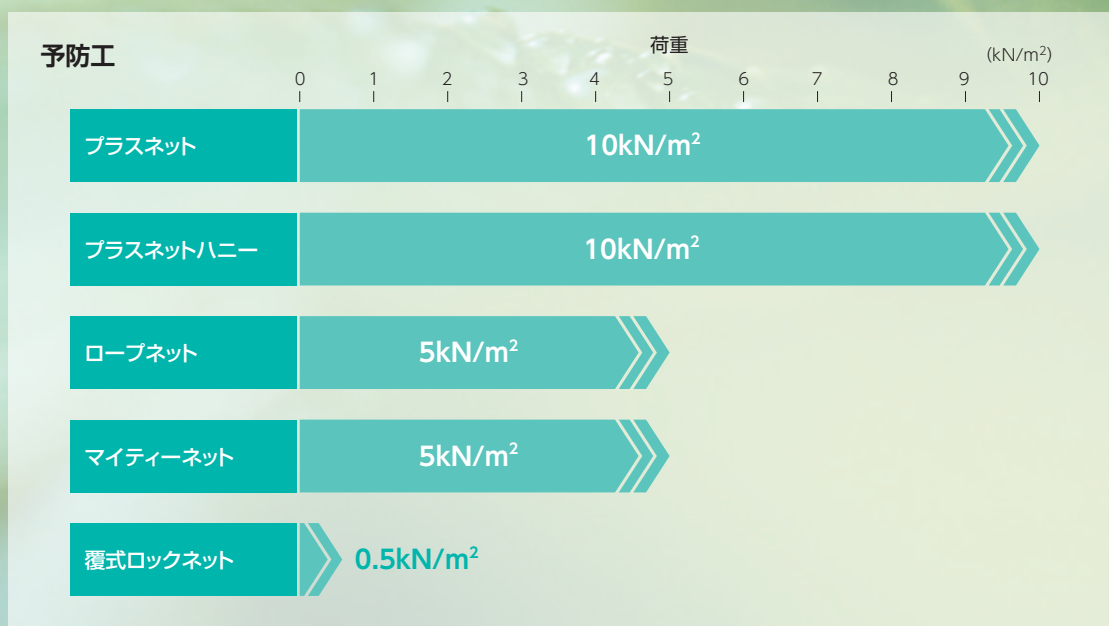 予防工
荷重
(kN/m²)
0 1 2 3 4 5 6 7 8 9 10
プラスネット 10kN/m²
プラスネットハニー 10kN/m²
ロープネット 5kN/m²
マイティーネット 5kN/m²
覆式ロックネット 0.5kN/m²